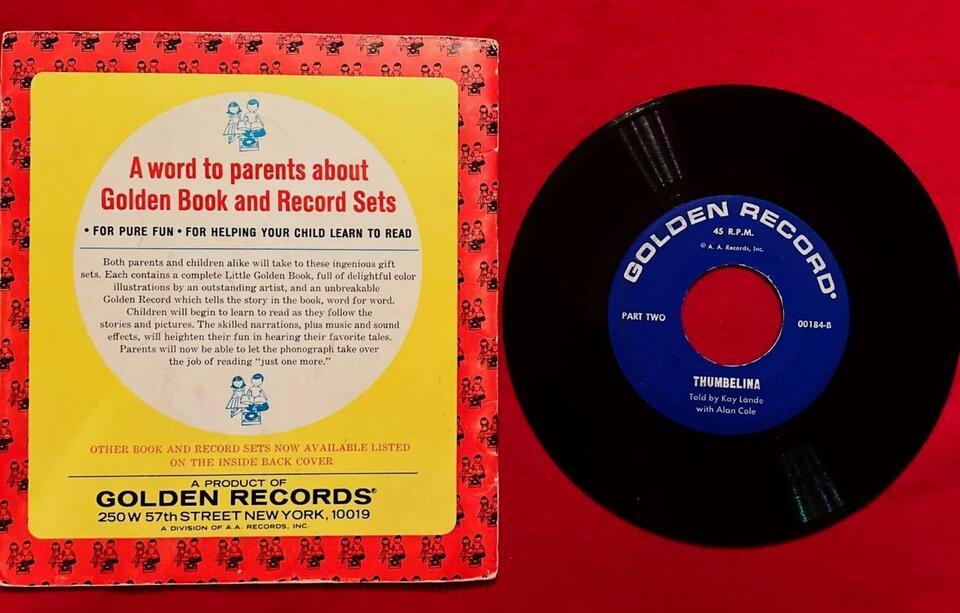 A word to parents about
Golden Book and Record Sets
• FOR PURE FUN • FOR HELPING YOUR CHILD LEARN TO READ
Both parents and children alike will take to these ingenious gift
sets. Each contains a complete Little Golden Book, full of delightful color
illustrations by an outstanding artist, and an unbreakable
Golden Record which tells the story in the book, word for word.
Children will begin to learn to read as they follow the
stories and pictures. The skilled narrations, plus music and sound
effects, will heighten their fun in hearing their favorite tales.
Parents will now be able to let the phonograph take over
the job of reading “just one more.”
OTHER BOOK AND RECORD SETS NOW AVAILABLE LISTED
ON THE INSIDE BACK COVER
A PRODUCT OF
GOLDEN RECORDS®
250 W 57th STREET NEW YORK, 10019
A DIVISION OF A.A. RECORDS, INC.
GOLDEN RECORD®
45 R.P.M.
© A. A. Records, Inc.
PART TWO
00184-B
THUMBELINA
Told by Kay Lande
with Alan Cole